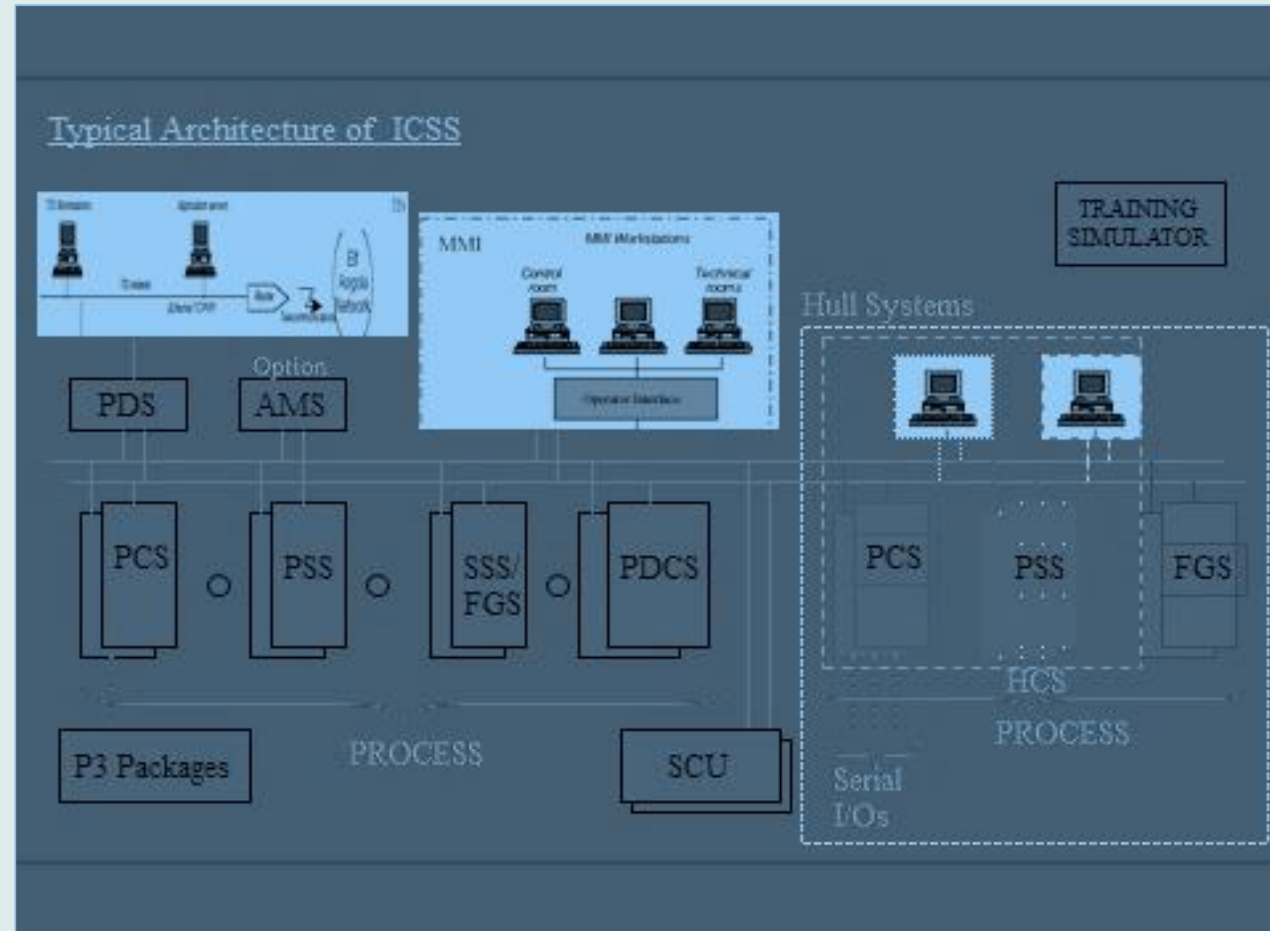 Typical Architecture of ICSS
TRAINING
SIMULATOR
MMI
MMI Workstations
Control
room
Technical
rooms
Operator Interface
Hull Systems
Option
PDS
AMS
PCS
PSS
SSS/
FGS
PDCS
PCS
PSS
FGS
HCS
PROCESS
PROCESS
P3 Packages
SCU
Serial
I/Os